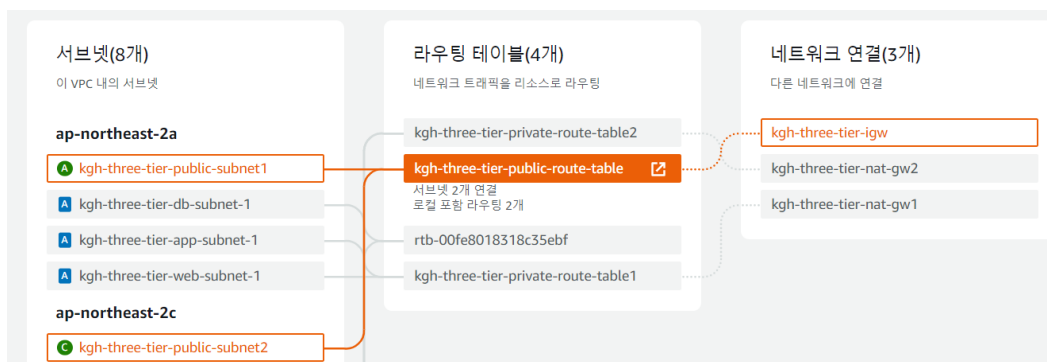 서브넷(8개)
이 VPC 내의 서브넷
ap-northeast-2a
A kgh-three-tier-public-subnet1
A kgh-three-tier-db-subnet-1
A kgh-three-tier-app-subnet-1
A kgh-three-tier-web-subnet-1
ap-northeast-2c
C kgh-three-tier-public-subnet2
라우팅 테이블(4개)
네트워크 트래픽을 리소스로 라우팅
kgh-three-tier-private-route-table2
kgh-three-tier-public-route-table
서브넷 2개 연결
로컬 포함 라우팅 2개
rtb-00fe8018318c35ebf
kgh-three-tier-private-route-table1
네트워크 연결(3개)
다른 네트워크에 연결
kgh-three-tier-igw
kgh-three-tier-nat-gw2
kgh-three-tier-nat-gw1